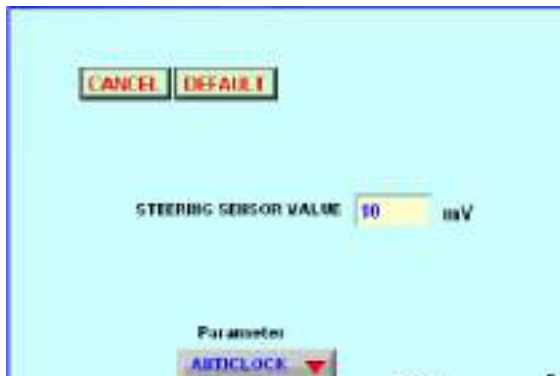 CANCEL DEFAULT
STEERING SENSOR VALUE 10 mV
Parameter
ANTICLOCK